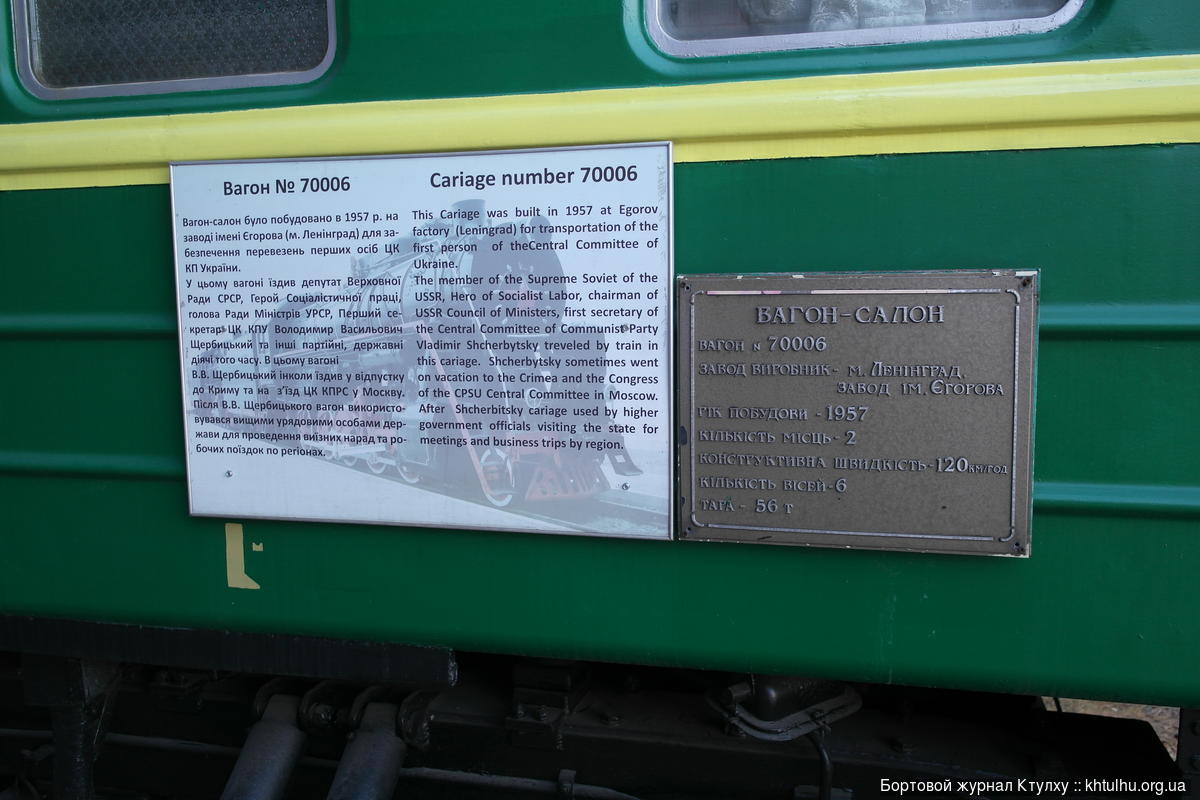 Вагон № 70006
Вагон-салон було побудовано в 1957 р. на
заводі імені Єгорова (м. Ленінград) для за-
безпечення перевезень перших осіб ЦК
КП України.
У цьому вагоні їздив депутат Верховної
Ради СРСР, Герой Соціалістичної праці,
голова Ради Міністрів УРСР, Перший се-
кретар ЦК КПУ Володимир Васильович
Щербицький та інші партійні, державні
діячі того часу. В цьому вагоні
В.В. Щербицький інколи їздив у відпустку
до Криму та на з’їзд ЦК КПРС у Москву.
Після В.В. Щербицького вагон використо-
вувався вищими урядовими особами дер-
жави для проведення виїзних нарад та ро-
бочих поїздок по регіонах.
Cariage number 70006
This Cariage was built in 1957 at Egorov
factory (Leningrad) for transportation of the
first person of theCentral Committee of
Ukraine.
The member of the Supreme Soviet of the
USSR, Hero of Socialist Labor, chairman of
USSR Council of Ministers, first secretary of
the Central Committee of Communist Party
Vladimir Shcherbytsky treveled by train in
this cariage. Shcherbytsky sometimes went
on vacation to the Crimea and the Congress
of the CPSU Central Committee in Moscow.
After Shcherbitsky cariage used by higher
government officials visiting the state for
meetings and business trips by region.
ВАГОН-САЛОН
ВАГОН № 70006
ЗАВОД ВИРОБНИК- М. ЛЕНІНГРАД,
ЗАВОД ІМ. ЄГОРОВА
РІК ПОБУДОВИ - 1957
КІЛЬКІСТЬ МІСЦЬ- 2
КОНСТРУКТИВНА ШВИДКІСТЬ-120КМ/ГОД
КІЛЬКІСТЬ ВІСЕЙ-6
ТАРА - 56 Т
Бортовой журнал Ктулху :: khtulhu.org.ua